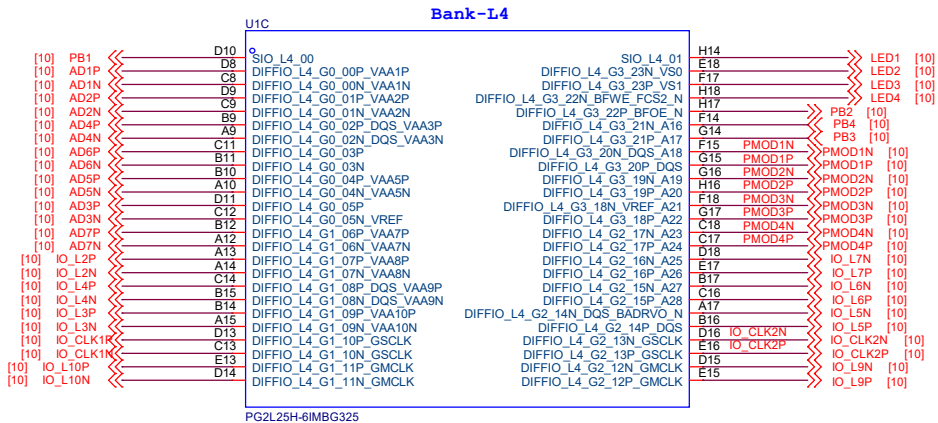 Bank-L4
U1C
[10] PB1 D10 SIO_L4_00 SIO_L4_01 H14 LED1 [10]
[10] AD1P D8 DIFFIO_L4_G0_00P_VAA1P DIFFIO_L4_G3_23N_VS0 E18 LED2 [10]
[10] AD1N C8 DIFFIO_L4_G0_00N_VAA1N DIFFIO_L4_G3_23P_VS1 F17 LED3 [10]
[10] AD2P D9 DIFFIO_L4_G0_01P_VAA2P DIFFIO_L4_G3_22N_BFWE_FCS2_N H18 LED4 [10]
[10] AD2N C9 DIFFIO_L4_G0_01N_VAA2N DIFFIO_L4_G3_22P_BFOE_N H17 PB2 [10]
[10] AD4P B9 DIFFIO_L4_G0_02P_DQS_VAA3P DIFFIO_L4_G3_21N_A16 F14 PB4 [10]
[10] AD4N A9 DIFFIO_L4_G0_02N_DQS_VAA3N DIFFIO_L4_G3_21P_A17 G14 PB3 [10]
[10] AD6P C11 DIFFIO_L4_G0_03P DIFFIO_L4_G3_20N_DQS_A18 F15 PMOD1N PMOD1N [10]
[10] AD6N B11 DIFFIO_L4_G0_03N DIFFIO_L4_G3_20P_DQS G15 PMOD1P PMOD1P [10]
[10] AD5P B10 DIFFIO_L4_G0_04P_VAA5P DIFFIO_L4_G3_19N_A19 G16 PMOD2N PMOD2N [10]
[10] AD5N A10 DIFFIO_L4_G0_04N_VAA5N DIFFIO_L4_G3_19P_A20 H16 PMOD2P PMOD2P [10]
[10] AD3P D11 DIFFIO_L4_G0_05P DIFFIO_L4_G3_18N_VREF_A21 F18 PMOD3N PMOD3N [10]
[10] AD3N C12 DIFFIO_L4_G0_05N_VREF DIFFIO_L4_G3_18P_A22 G17 PMOD3P PMOD3P [10]
[10] AD7P B12 DIFFIO_L4_G1_06P_VAA7P DIFFIO_L4_G2_17N_A23 C18 PMOD4N PMOD4N [10]
[10] AD7N A12 DIFFIO_L4_G1_06N_VAA7N DIFFIO_L4_G2_17P_A24 C17 PMOD4P PMOD4P [10]
[10] IO_L2P A13 DIFFIO_L4_G1_07P_VAA8P DIFFIO_L4_G2_16N_A25 D18 IO_L7N [10]
[10] IO_L2N A14 DIFFIO_L4_G1_07N_VAA8N DIFFIO_L4_G2_16P_A26 E17 IO_L7P [10]
[10] IO_L4P C14 DIFFIO_L4_G1_08P_DQS_VAA9P DIFFIO_L4_G2_15N_A27 B17 IO_L6N [10]
[10] IO_L4N B15 DIFFIO_L4_G1_08N_DQS_VAA9N DIFFIO_L4_G2_15P_A28 C16 IO_L6P [10]
[10] IO_L3P B14 DIFFIO_L4_G1_09P_VAA10P DIFFIO_L4_G2_14N_DQS_BADRVO_N A17 IO_L5N [10]
[10] IO_L3N A15 DIFFIO_L4_G1_09N_VAA10N DIFFIO_L4_G2_14P_DQS B16 IO_L5P [10]
[10] IO_CLK1P D13 DIFFIO_L4_G1_10P_GSCLK DIFFIO_L4_G2_13N_GSCLK D16 IO_CLK2N IO_CLK2N [10]
[10] IO_CLK1N C13 DIFFIO_L4_G1_10N_GSCLK DIFFIO_L4_G2_13P_GSCLK E16 IO_CLK2P IO_CLK2P [10]
[10] IO_L10P E13 DIFFIO_L4_G1_11P_GMCLK DIFFIO_L4_G2_12N_GMCLK D15 IO_L9N [10]
[10] IO_L10N D14 DIFFIO_L4_G1_11N_GMCLK DIFFIO_L4_G2_12P_GMCLK E15 IO_L9P [10]
PG2L25H-6IMBG325